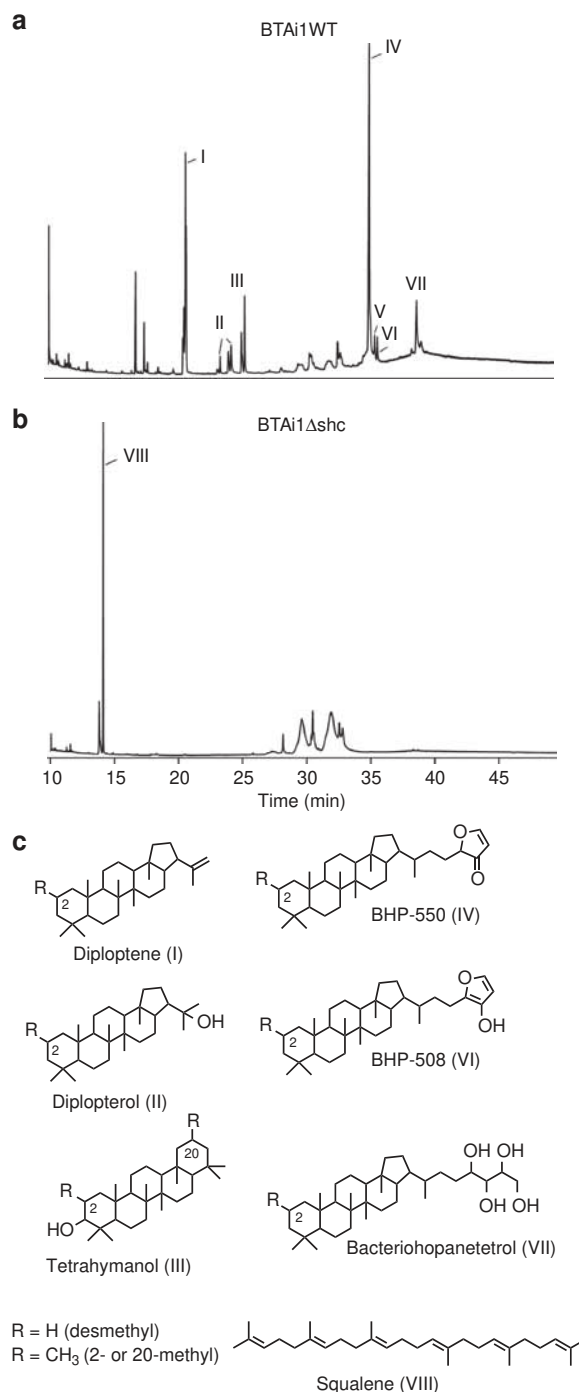 a
BTAi1WT
IV
I
III
VII
II
V
VI
b
BTAi1Δshc
VIII
10 15 20 25 30 35 40 45
Time (min)
c
R
2
Diploptene (I)
R
2
O
O
BHP-550 (IV)
R
2
OH
Diplopterol (II)
R
2
O
OH
BHP-508 (VI)
R
20
R
2
HO
Tetrahymanol (III)
OH OH
R
2
OH
OH
Bacteriohopanetetrol (VII)
R = H (desmethyl)
R = CH₃ (2- or 20-methyl)
Squalene (VIII)